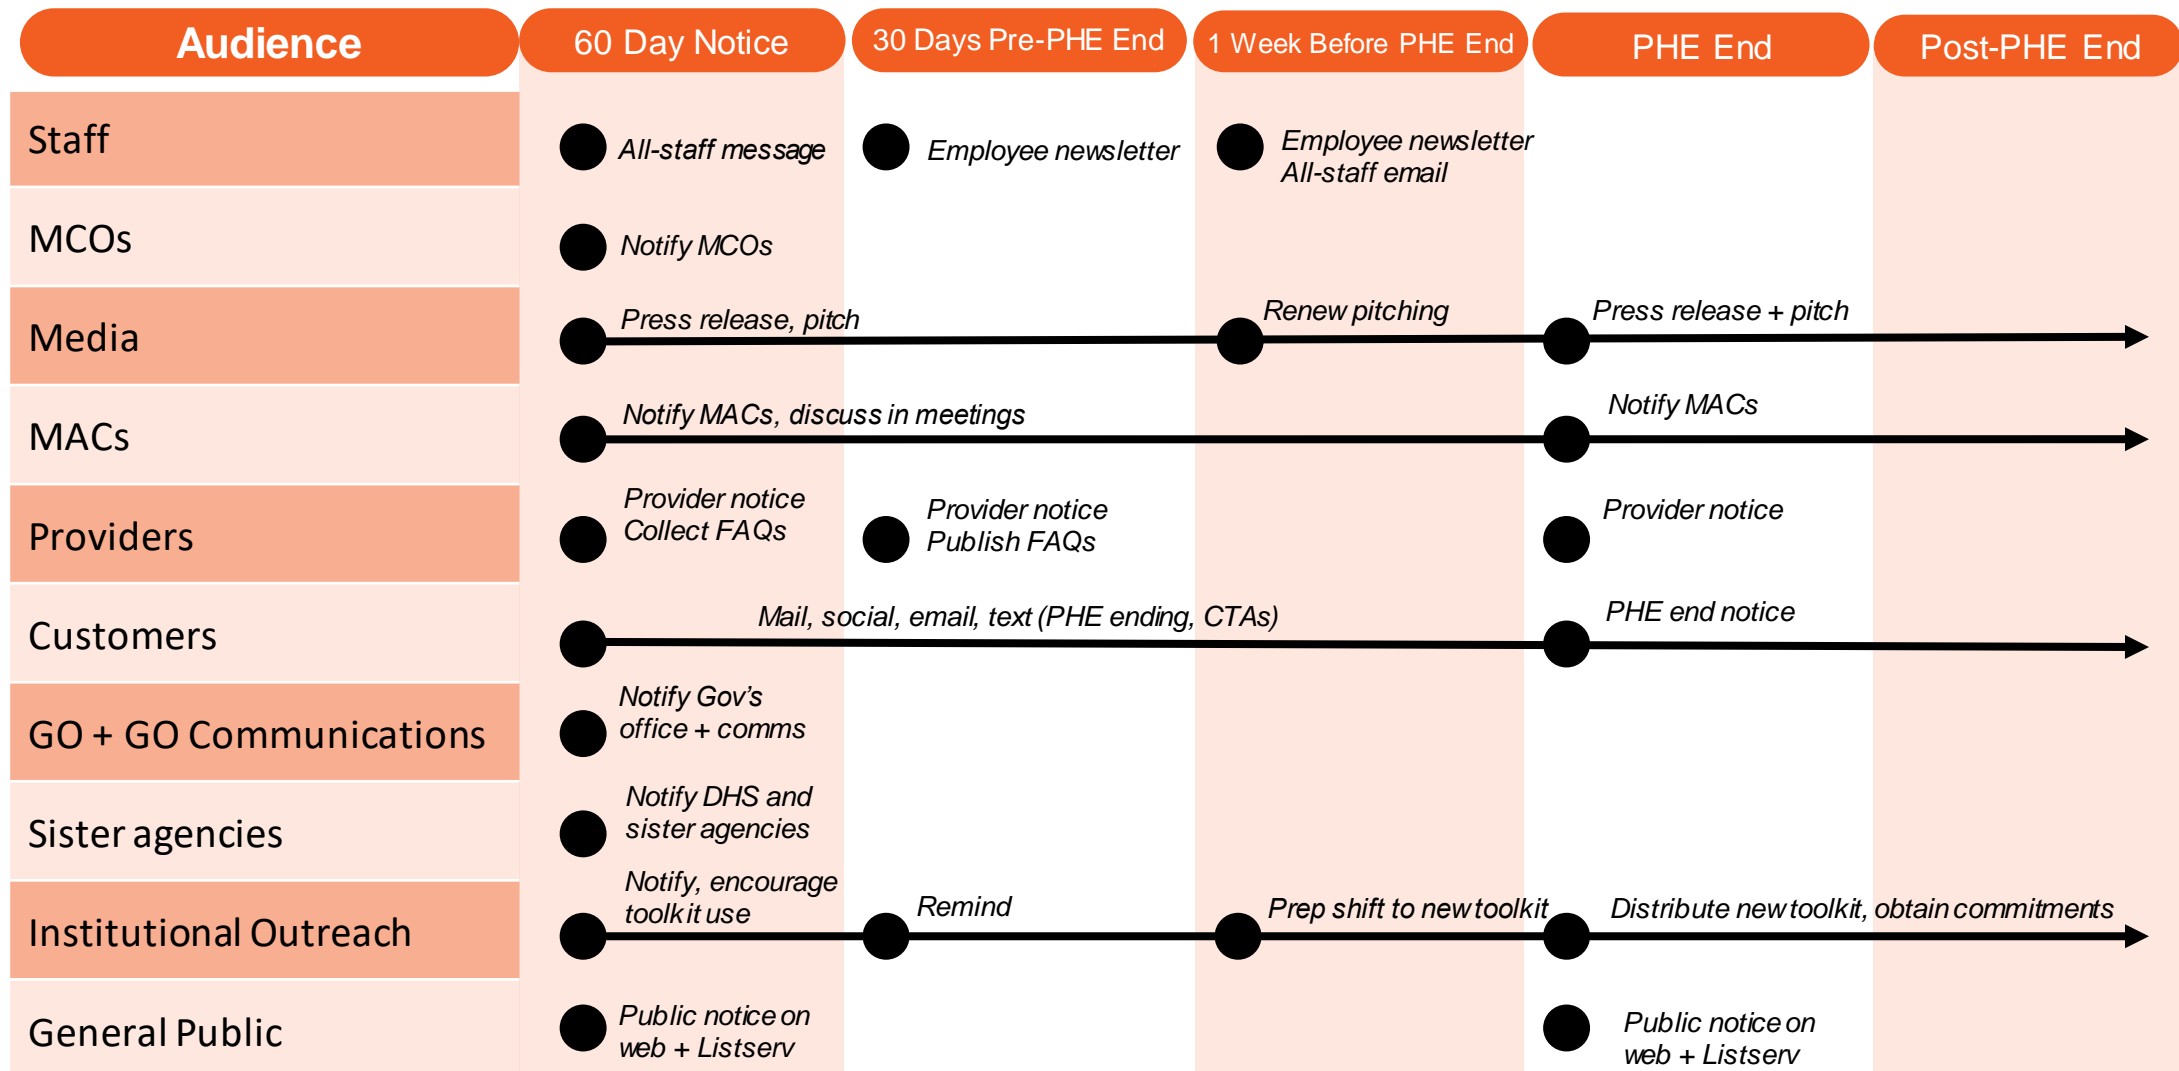 Audience
60 Day Notice
30 Days Pre-PHE End
1 Week Before PHE End
PHE End
Post-PHE End
Staff
All-staff message
Employee newsletter
Employee newsletter
All-staff email
MCOs
Notify MCOs
Media
Press release, pitch
Renew pitching
Press release + pitch
MACs
Notify MACs, discuss in meetings
Notify MACs
Providers
Provider notice
Collect FAQs
Provider notice
Publish FAQs
Provider notice
Customers
Mail, social, email, text (PHE ending, CTAs)
PHE end notice
GO + GO Communications
Notify Gov’s
office + comms
Sister agencies
Notify DHS and
sister agencies
Institutional Outreach
Notify, encourage
toolkit use
Remind
Prep shift to new toolkit
Distribute new toolkit, obtain commitments
General Public
Public notice on
web + Listserv
Public notice on
web + Listserv